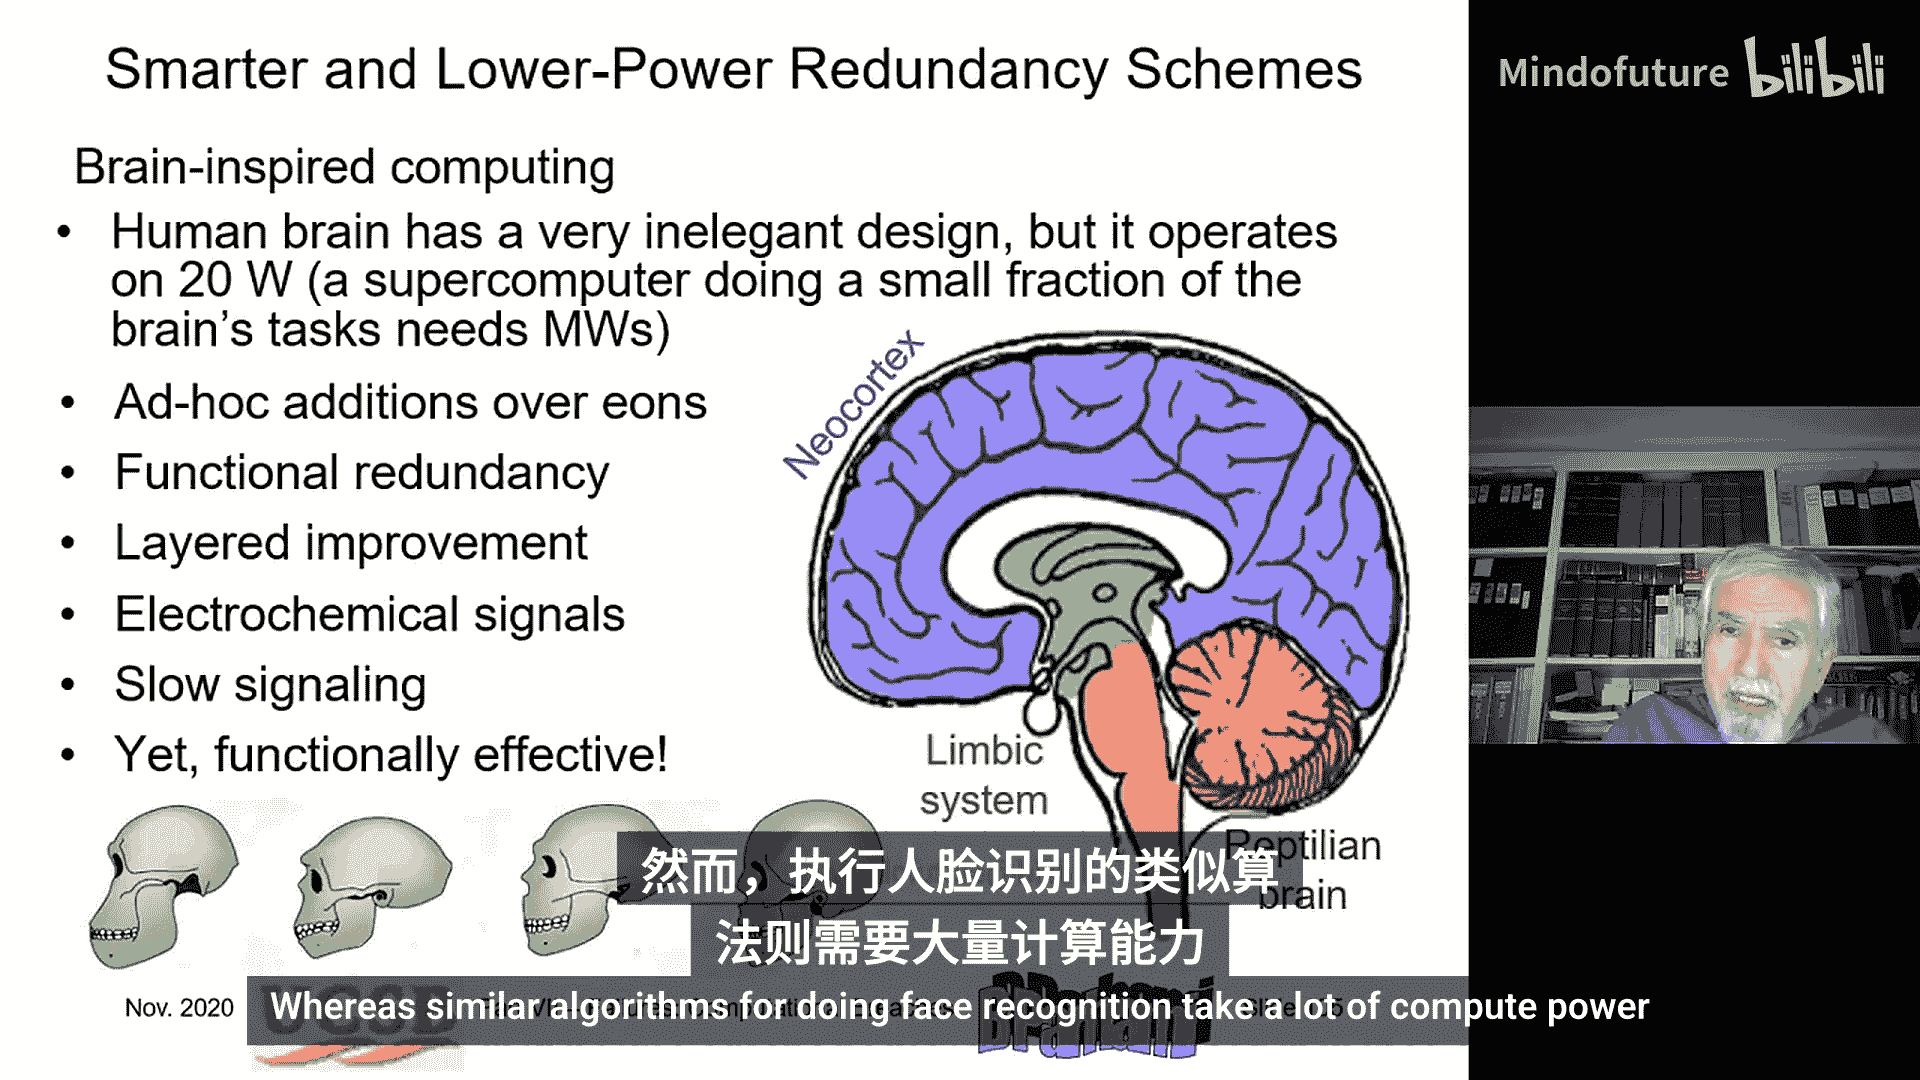 Smarter and Lower-Power Redundancy Schemes
Mindofuture bilibili
Brain-inspired computing
• Human brain has a very inelegant design, but it operates
on 20 W (a supercomputer doing a small fraction of the
brain's tasks needs MWs)
• Ad-hoc additions over eons
• Functional redundancy
• Layered improvement
• Electrochemical signals
• Slow signaling
• Yet, functionally effective!
Neocortex
Limbic
system
Reptilian
brain
然而，执行人脸识别的类似算
法则需要大量计算能力
Nov. 2020
UCSB
BParhami
Whereas similar algorithms for doing face recognition take a lot of compute power